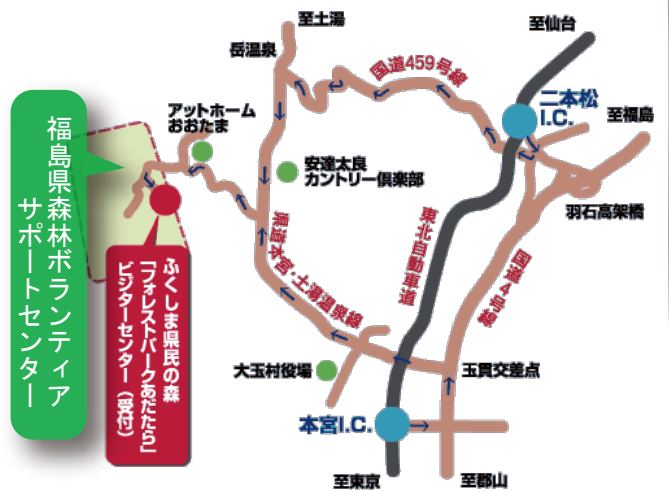 至土湯
至仙台
岳温泉
国道459号線
二本松
I.C.
至福島
アットホーム
おおたま
安達太良
カントリー倶楽部
羽石高架橋
福島県森林ボランティア
サポートセンター
東北自動車道
国道4号線
県道本宮・土湯温泉線
ふくしま県民の森
「フォレストパークあだたら」
ビジターセンター(受付)
大玉村役場
玉貫交差点
本宮I.C.
至東京
至郡山